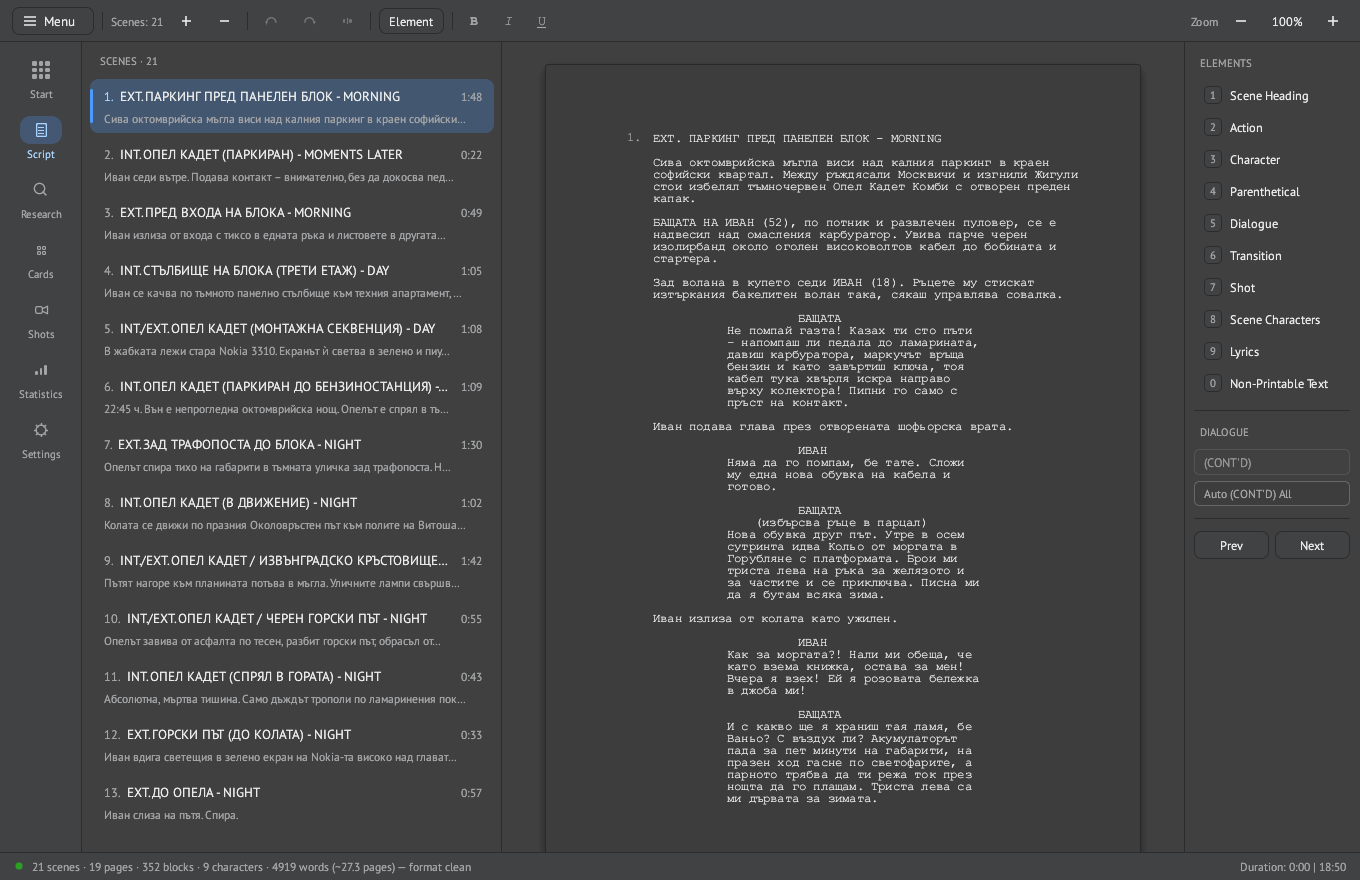 Menu
Scenes: 21
Element
B
I
U
Zoom
100%
Start
Script
Research
Cards
Shots
Statistics
Settings
SCENES · 21
1. EXT.ПАРКИНГ ПРЕД ПАНЕЛЕН БЛОК - MORNING 1:48
Сива октомврийска мъгла виси над калния паркинг в краен софийски...
2. INT.ОПЕЛ КАДЕТ (ПАРКИРАН) - MOMENTS LATER 0:22
Иван седи вътре. Подава контакт – внимателно, без да докосва пед...
3. EXT.ПРЕД ВХОДА НА БЛОКА - MORNING 0:49
Иван излиза от входа с тиксо в едната ръка и листовете в другата...
4. INT.СТЪЛБИЩЕ НА БЛОКА (ТРЕТИ ЕТАЖ) - DAY 1:05
Иван се качва по тъмното панелно стълбище към техния апартамент, ...
5. INT./EXT.ОПЕЛ КАДЕТ (МОНТАЖНА СЕКВЕНЦИЯ) - DAY 1:08
В жабката лежи стара Nokia 3310. Екранът ѝ светва в зелено и пиу...
6. INT.ОПЕЛ КАДЕТ (ПАРКИРАН ДО БЕНЗИНОСТАНЦИЯ) -... 1:09
22:45 ч. Вън е непрогледна октомврийска нощ. Опелът е спрял в тъ...
7. EXT.ЗАД ТРАФОПОСТА ДО БЛОКА - NIGHT 1:30
Опелът спира тихо на габарити в тъмната уличка зад трафопоста. Н...
8. INT.ОПЕЛ КАДЕТ (В ДВИЖЕНИЕ) - NIGHT 1:02
Колата се движи по празния Околовръстен път към полите на Витоша...
9. INT./EXT.ОПЕЛ КАДЕТ / ИЗВЪНГРАДСКО КРЪСТОВИЩЕ... 1:42
Пътят нагоре към планината потъва в мъгла. Уличните лампи свършв...
10. INT./EXT.ОПЕЛ КАДЕТ / ЧЕРЕН ГОРСКИ ПЪТ - NIGHT 0:55
Опелът завива от асфалта по тесен, разбит горски път, обрасъл от...
11. INT.ОПЕЛ КАДЕТ (СПРЯЛ В ГОРАТА) - NIGHT 0:43
Абсолютна, мъртва тишина. Само дъждът трополи по ламаринения пок...
12. EXT.ГОРСКИ ПЪТ (ДО КОЛАТА) - NIGHT 0:33
Иван вдига светещия в зелено екран на Nokia-та високо над глават...
13. EXT.ДО ОПЕЛА - NIGHT 0:57
Иван слиза на пътя. Спира.
1. EXT. ПАРКИНГ ПРЕД ПАНЕЛЕН БЛОК - MORNING
Сива октомврийска мъгла виси над калния паркинг в краен
софийски квартал. Между ръждясали Москвичи и изгнили Жигули
стои избелял тъмночервен Опел Кадет Комби с отворен преден
капак.
БАЩАТА НА ИВАН (52), по потник и развлечен пуловер, се е
надвесил над омасления карбуратор. Увива парче черен
изолирбанд около оголен високоволтов кабел до бобината и
стартера.
Зад волана в купето седи ИВАН (18). Ръцете му стискат
изтъркания бакелитен волан така, сякаш управлява совалка.
БАЩАТА
Не помпай газта! Казах ти сто пъти
– напомпаш ли педала до ламарината,
давиш карбуратора, маркучът връща
бензин и като завъртиш ключа, тоя
кабел тука хвърля искра направо
върху колектора! Пипни го само с
пръст на контакт.
Иван подава глава през отворената шофьорска врата.
ИВАН
Няма да го помпам, бе тате. Сложи
му една нова обувка на кабела и
готово.
БАЩАТА
(избърсва ръце в парцал)
Нова обувка друг път. Утре в осем
сутринта идва Кольо от моргата в
Горубляне с платформата. Брои ми
триста лева на ръка за желязото и
за частите и се приключва. Писна ми
да я бутам всяка зима.
Иван излиза от колата като ужилен.
ИВАН
Как за моргата?! Нали ми обеща, че
като взема книжка, остава за мен!
Вчера я взех! Ей я розовата бележка
в джоба ми!
БАЩАТА
И с какво ще я храниш тая ламя, бе
Ваньо? С въздух ли? Акумулаторът
пада за пет минути на габарити, на
празен ход гасне по светофарите, а
парното трябва да ти режа ток през
нощта да го плащам. Триста лева са
ми дървата за зимата.
ELEMENTS
1 Scene Heading
2 Action
3 Character
4 Parenthetical
5 Dialogue
6 Transition
7 Shot
8 Scene Characters
9 Lyrics
0 Non-Printable Text
DIALOGUE
(CONT'D)
Auto (CONT'D) All
Prev
Next
21 scenes · 19 pages · 352 blocks · 9 characters · 4919 words (~27.3 pages) — format clean
Duration: 0:00 | 18:50